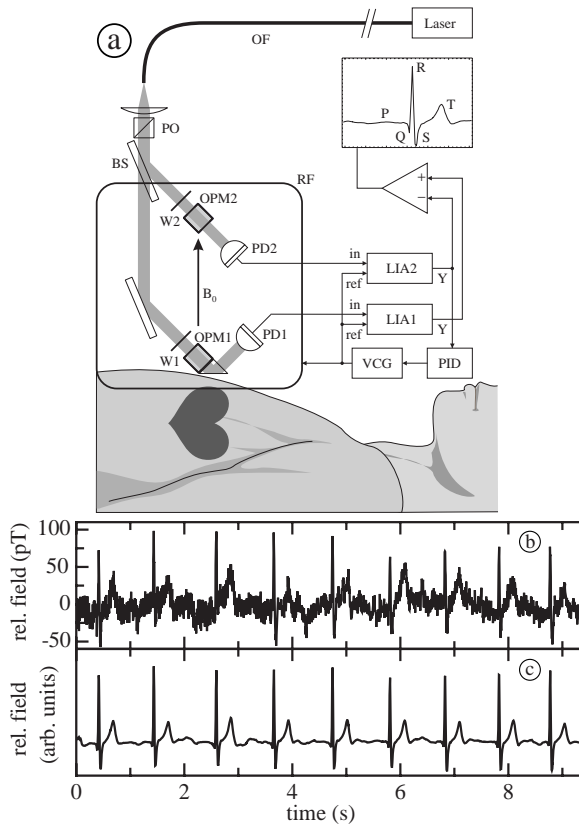 a
Laser
OF
R
P
T
Q
S
PO
BS
RF
OPM2
W2
PD2
B0
in
ref
LIA2
Y
in
ref
LIA1
Y
OPM1
W1
PD1
VCG
PID
+
−
rel. field (pT)
100
50
0
-50
b
rel. field
(arb. units)
c
0 2 4 6 8
time (s)